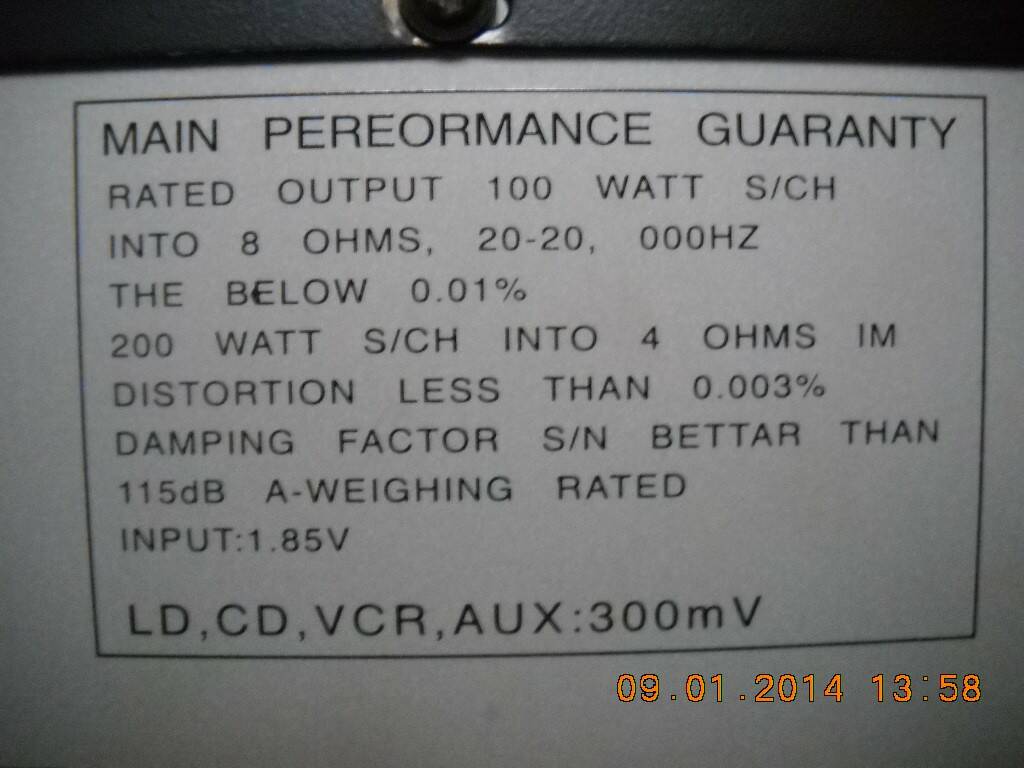 MAIN PEREORMANCE GUARANTY
RATED OUTPUT 100 WATT S/CH
INTO 8 OHMS, 20-20, 000HZ
THE BELOW 0.01%
200 WATT S/CH INTO 4 OHMS IM
DISTORTION LESS THAN 0.003%
DAMPING FACTOR S/N BETTAR THAN
115dB A-WEIGHING RATED
INPUT:1.85V
LD,CD,VCR,AUX:300mV
09.01.2014 13:58